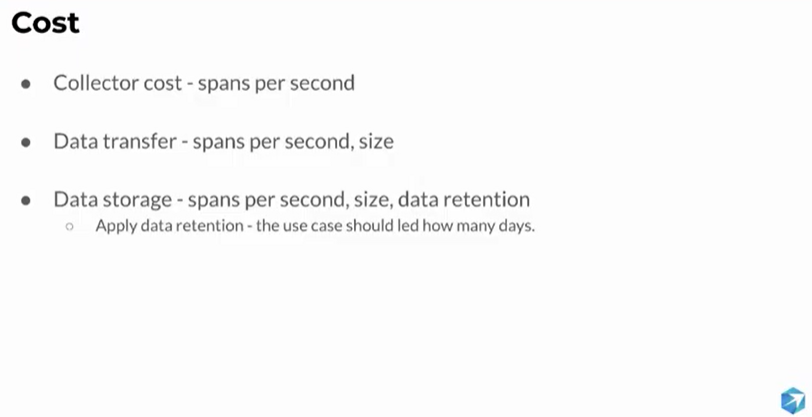 Cost
● Collector cost - spans per second
● Data transfer - spans per second, size
● Data storage - spans per second, size, data retention
○ Apply data retention - the use case should led how many days.